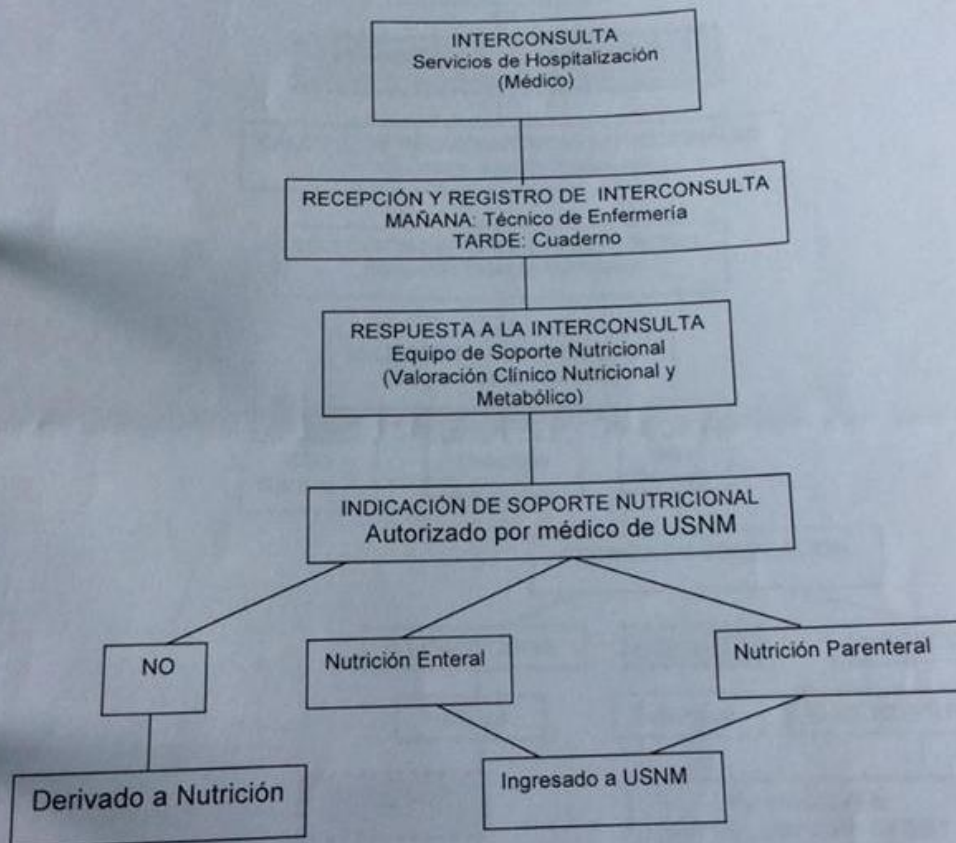 INTERCONSULTA
Servicios de Hospitalización
(Médico)
RECEPCIÓN Y REGISTRO DE INTERCONSULTA
MAÑANA: Técnico de Enfermería
TARDE: Cuaderno
RESPUESTA A LA INTERCONSULTA
Equipo de Soporte Nutricional
(Valoración Clínico Nutricional y
Metabólico)
INDICACIÓN DE SOPORTE NUTRICIONAL
Autorizado por médico de USNM
NO
Nutrición Enteral
Nutrición Parenteral
Derivado a Nutrición
Ingresado a USNM